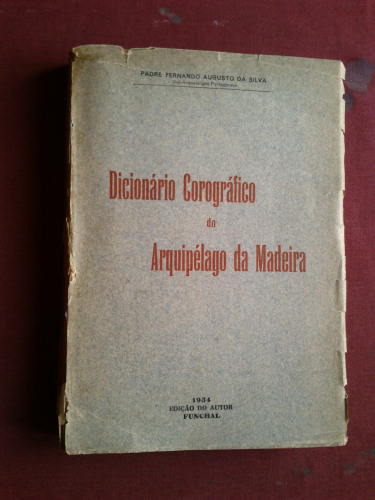 PADRE FERNANDO AUGUSTO DA SILVA
Dicionário Corográfico
do
Arquipélago da Madeira
1934
EDIÇÃO DO AUTOR
FUNCHAL